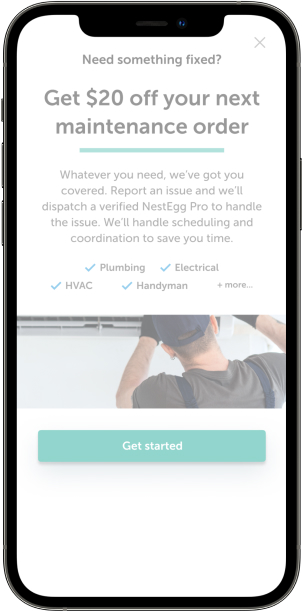 Need something fixed?
Get $20 off your next
maintenance order
Whatever you need, we've got you
covered. Report an issue and we'll
dispatch a verified NestEgg Pro to handle
the issue. We'll handle scheduling and
coordination to save you time.
Plumbing Electrical
HVAC Handyman + more...
Get started